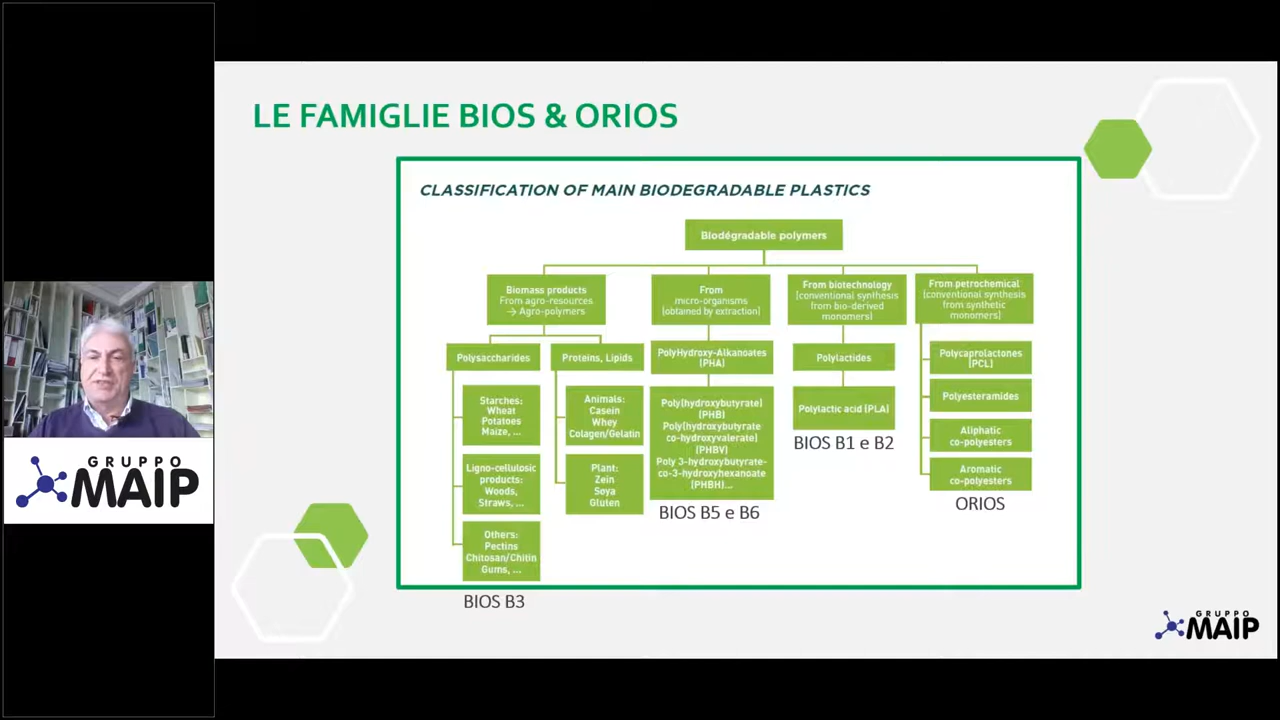 LE FAMIGLIE BIOS & ORIOS
CLASSIFICATION OF MAIN BIODEGRADABLE PLASTICS
Biodégradable polymers
Biomass products
From agro-resources
→ Agro-polymers
From
micro-organisms
(obtained by extraction)
From biotechnology
(conventional synthesis
from bio-derived
monomers)
From petrochemical
(conventional synthesis
from synthetic
monomers)
Polysaccharides
Proteins, Lipids
PolyHydroxy-Alkanoates
(PHA)
Polylactides
Polycaprolactones
(PCL)
Starches:
Wheat
Potatoes
Maize, ...
Animals:
Casein
Whey
Colagen/Gelatin
Poly(hydroxybutyrate)
(PHB)
Poly(hydroxybutyrate
co-hydroxyvalerate)
(PHBV)
Poly 3-hydroxybutyrate-
co-3-hydroxyhexanoate
(PHBH)...
Polylactic acid (PLA)
Polyesteramides
Aliphatic
co-polyesters
Aromatic
co-polyesters
Ligno-cellulosic
products:
Woods,
Straws, ...
Plant:
Zein
Soya
Gluten
Others:
Pectins
Chitosan/Chitin
Gums, ...
BIOS B1 e B2
BIOS B5 e B6
ORIOS
BIOS B3
GRUPPO
MAIP
GRUPPO
MAIP